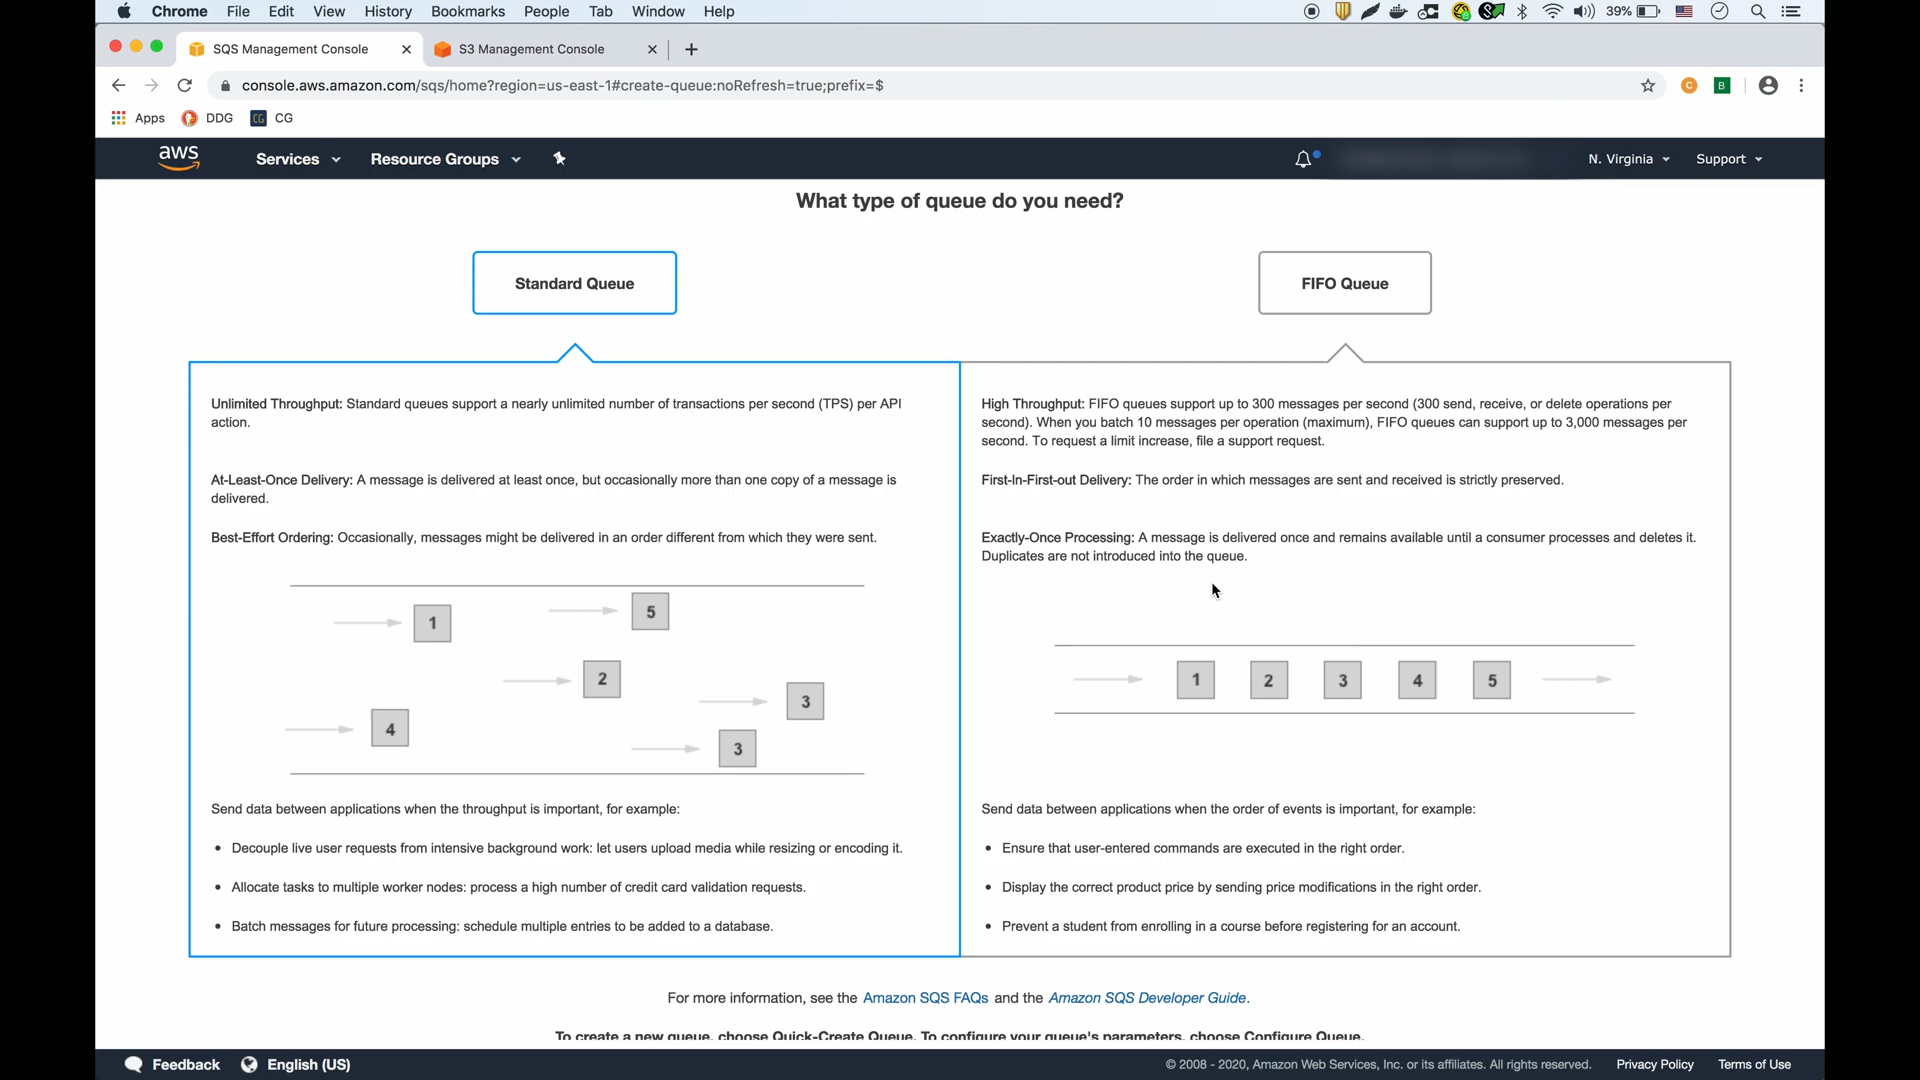 Chrome File Edit View History Bookmarks People Tab Window Help 39%
SQS Management Console S3 Management Console
console.aws.amazon.com/sqs/home?region=us-east-1#create-queue:noRefresh=true;prefix=$ C B
Apps DDG CG CG
aws Services Resource Groups N. Virginia Support
What type of queue do you need?
Standard Queue
Unlimited Throughput: Standard queues support a nearly unlimited number of transactions per second (TPS) per API
action.
At-Least-Once Delivery: A message is delivered at least once, but occasionally more than one copy of a message is
delivered.
Best-Effort Ordering: Occasionally, messages might be delivered in an order different from which they were sent.
1
5
2
3
4
3
Send data between applications when the throughput is important, for example:
• Decouple live user requests from intensive background work: let users upload media while resizing or encoding it.
• Allocate tasks to multiple worker nodes: process a high number of credit card validation requests.
• Batch messages for future processing: schedule multiple entries to be added to a database.
FIFO Queue
High Throughput: FIFO queues support up to 300 messages per second (300 send, receive, or delete operations per
second). When you batch 10 messages per operation (maximum), FIFO queues can support up to 3,000 messages per
second. To request a limit increase, file a support request.
First-In-First-out Delivery: The order in which messages are sent and received is strictly preserved.
Exactly-Once Processing: A message is delivered once and remains available until a consumer processes and deletes it.
Duplicates are not introduced into the queue.
1 2 3 4 5
Send data between applications when the order of events is important, for example:
• Ensure that user-entered commands are executed in the right order.
• Display the correct product price by sending price modifications in the right order.
• Prevent a student from enrolling in a course before registering for an account.
For more information, see the Amazon SQS FAQs and the Amazon SQS Developer Guide.
To create a new queue, choose Quick-Create Queue. To configure your queue's parameters, choose Configure Queue.
Feedback English (US) © 2008 - 2020, Amazon Web Services, Inc. or its affiliates. All rights reserved. Privacy Policy Terms of Use